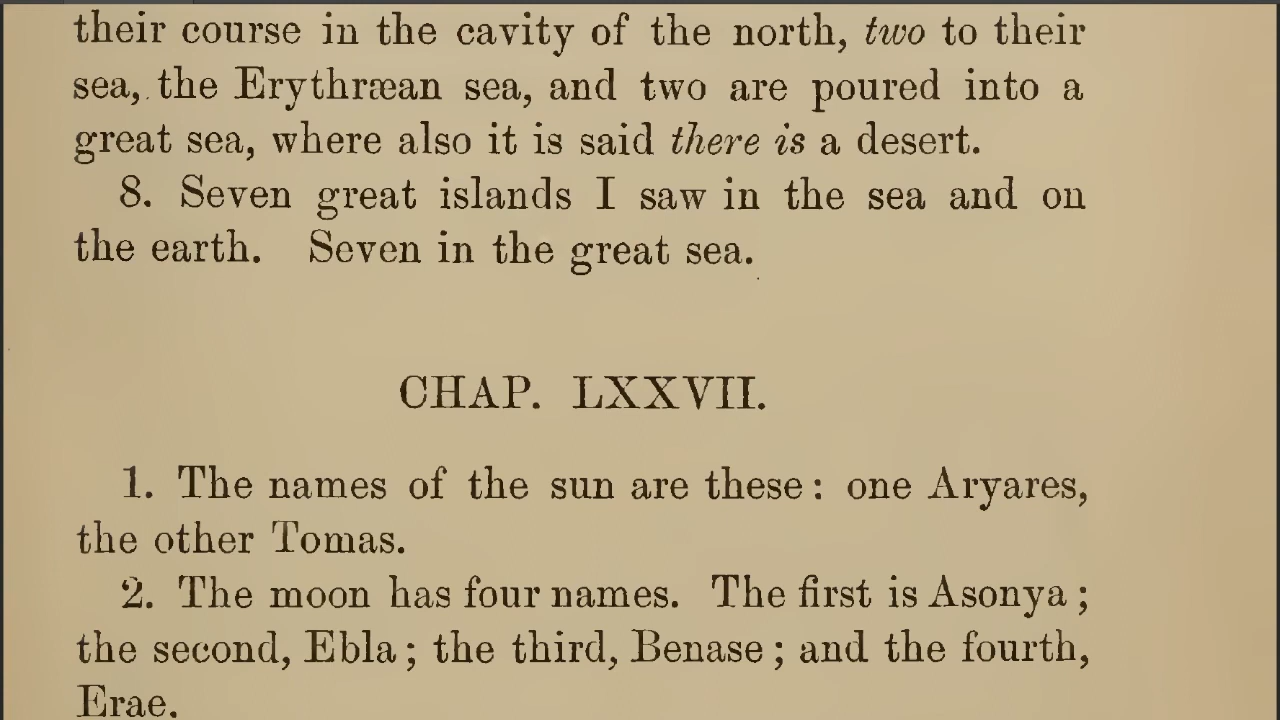 their course in the cavity of the north, two to their
sea, the Erythræan sea, and two are poured into a
great sea, where also it is said there is a desert.
8. Seven great islands I saw in the sea and on
the earth. Seven in the great sea.
CHAP. LXXVII.
1. The names of the sun are these: one Aryares,
the other Tomas.
2. The moon has four names. The first is Asonya;
the second, Ebla; the third, Benase; and the fourth,
Erae.